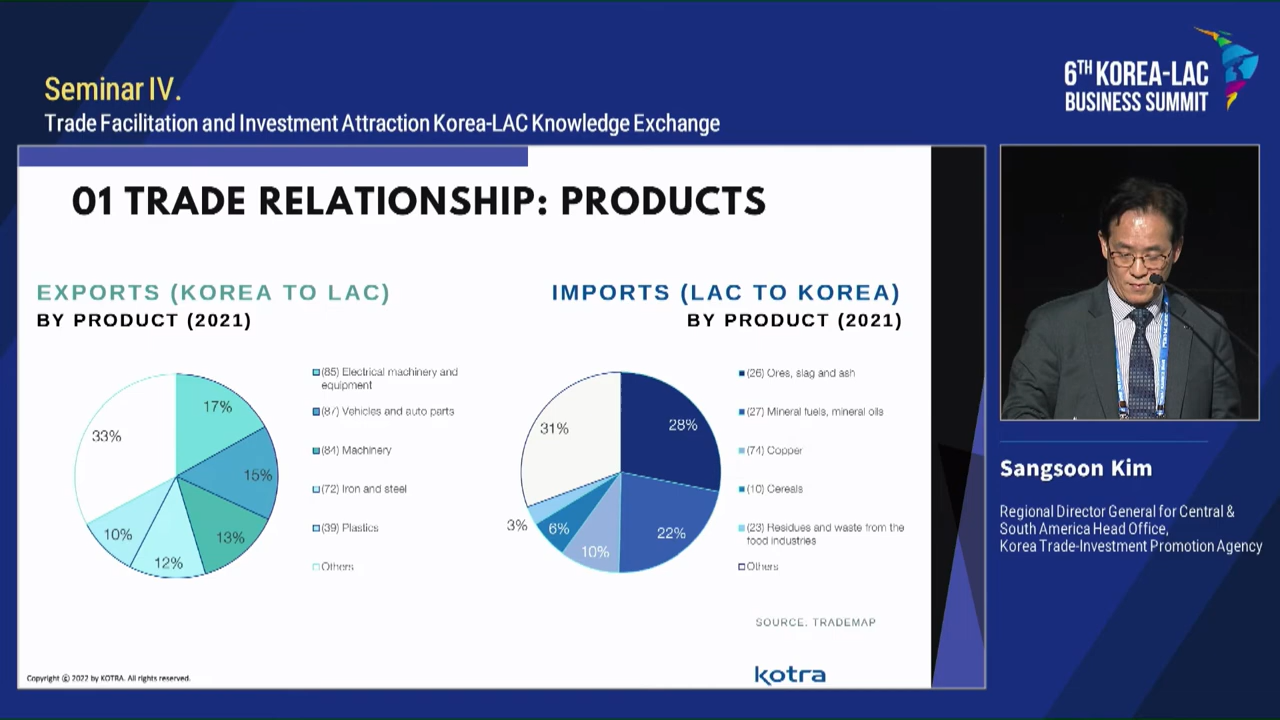 Seminar IV.
Trade Facilitation and Investment Attraction Korea-LAC Knowledge Exchange
6TH KOREA-LAC
BUSINESS SUMMIT
01 TRADE RELATIONSHIP: PRODUCTS
EXPORTS (KOREA TO LAC)
BY PRODUCT (2021)
17%
15%
13%
12%
10%
33%
(85) Electrical machinery and
equipment
(87) Vehicles and auto parts
(84) Machinery
(72) Iron and steel
(39) Plastics
Others
IMPORTS (LAC TO KOREA)
BY PRODUCT (2021)
28%
22%
10%
6%
3%
31%
(26) Ores, slag and ash
(27) Mineral fuels, mineral oils
(74) Copper
(10) Cereals
(23) Residues and waste from the
food industries
Others
SOURCE. TRADEMAP
kotra
Copyright ⓒ 2022 by KOTRA. All rights reserved.
Sangsoon Kim
Regional Director General for Central &
South America Head Office,
Korea Trade-Investment Promotion Agency